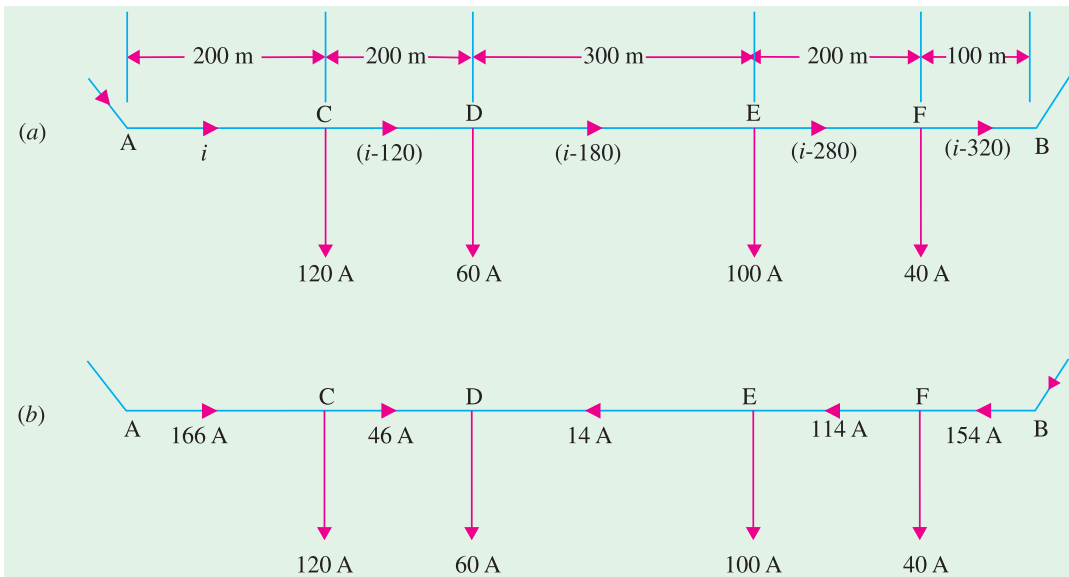 200 m 200 m 300 m 200 m 100 m
C D E F
(a)
A B
i (i-120) (i-180) (i-280) (i-320)
120 A 60 A 100 A 40 A
C D E F
(b)
A B
166 A 46 A 14 A 114 A 154 A
120 A 60 A 100 A 40 A